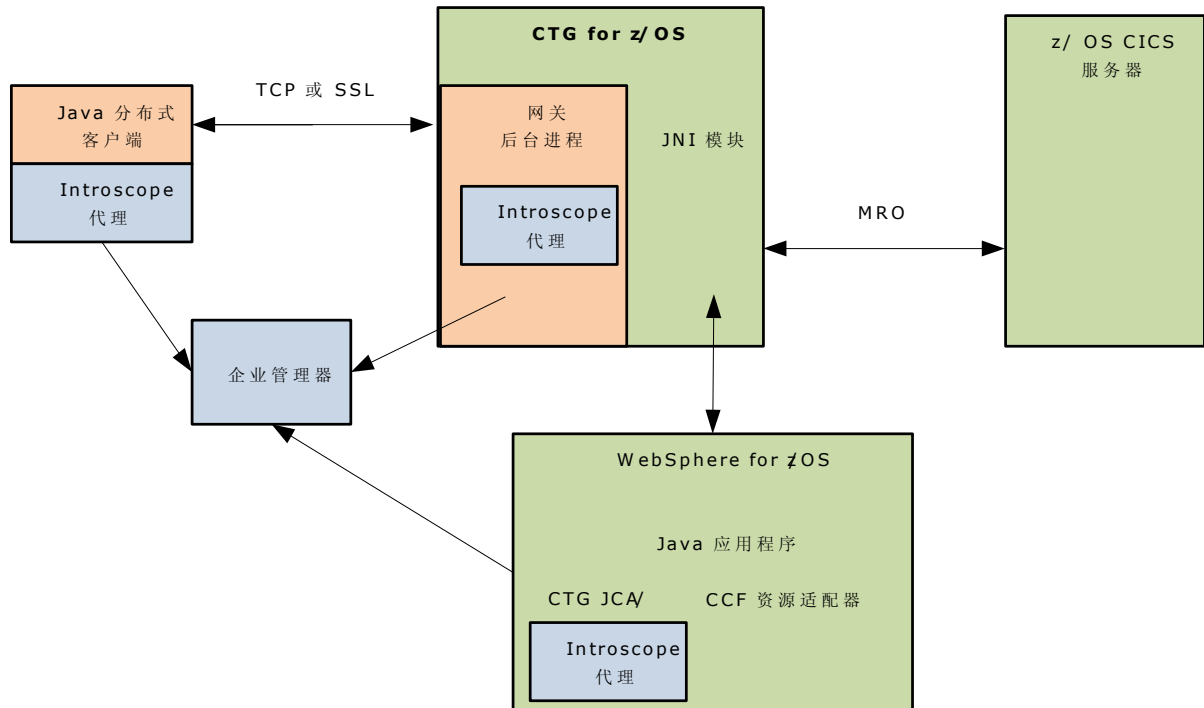 CTG for z/OS
z/ OS CICS
服务器
TCP 或 SSL
Java 分布式
客户端
网关
后台进程
JNI 模块
Introscope
代理
Introscope
代理
MRO
企业管理器
WebSphere for z/OS
Java 应用程序
CTG JCA/ CCF 资源适配器
Introscope
代理